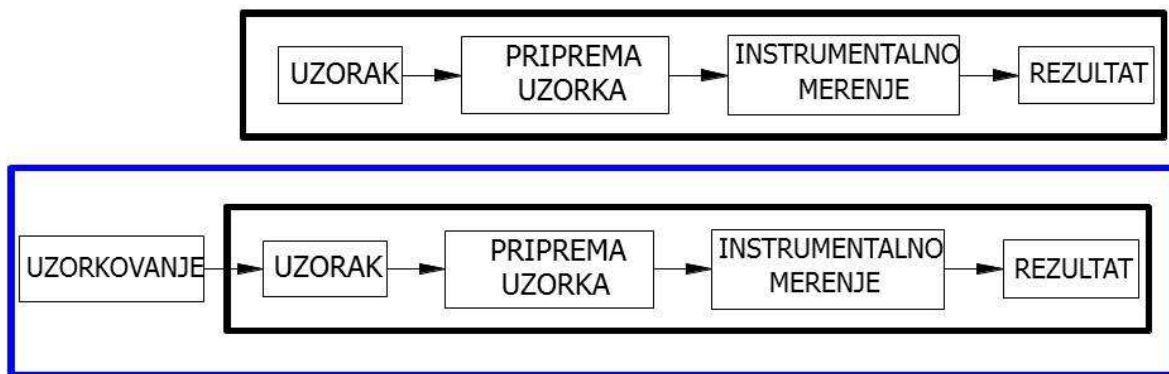 UZORAK
PRIPREMA
UZORKA
INSTRUMENTALNO
MERENJE
REZULTAT
UZORKOVANJE
UZORAK
PRIPREMA
UZORKA
INSTRUMENTALNO
MERENJE
REZULTAT